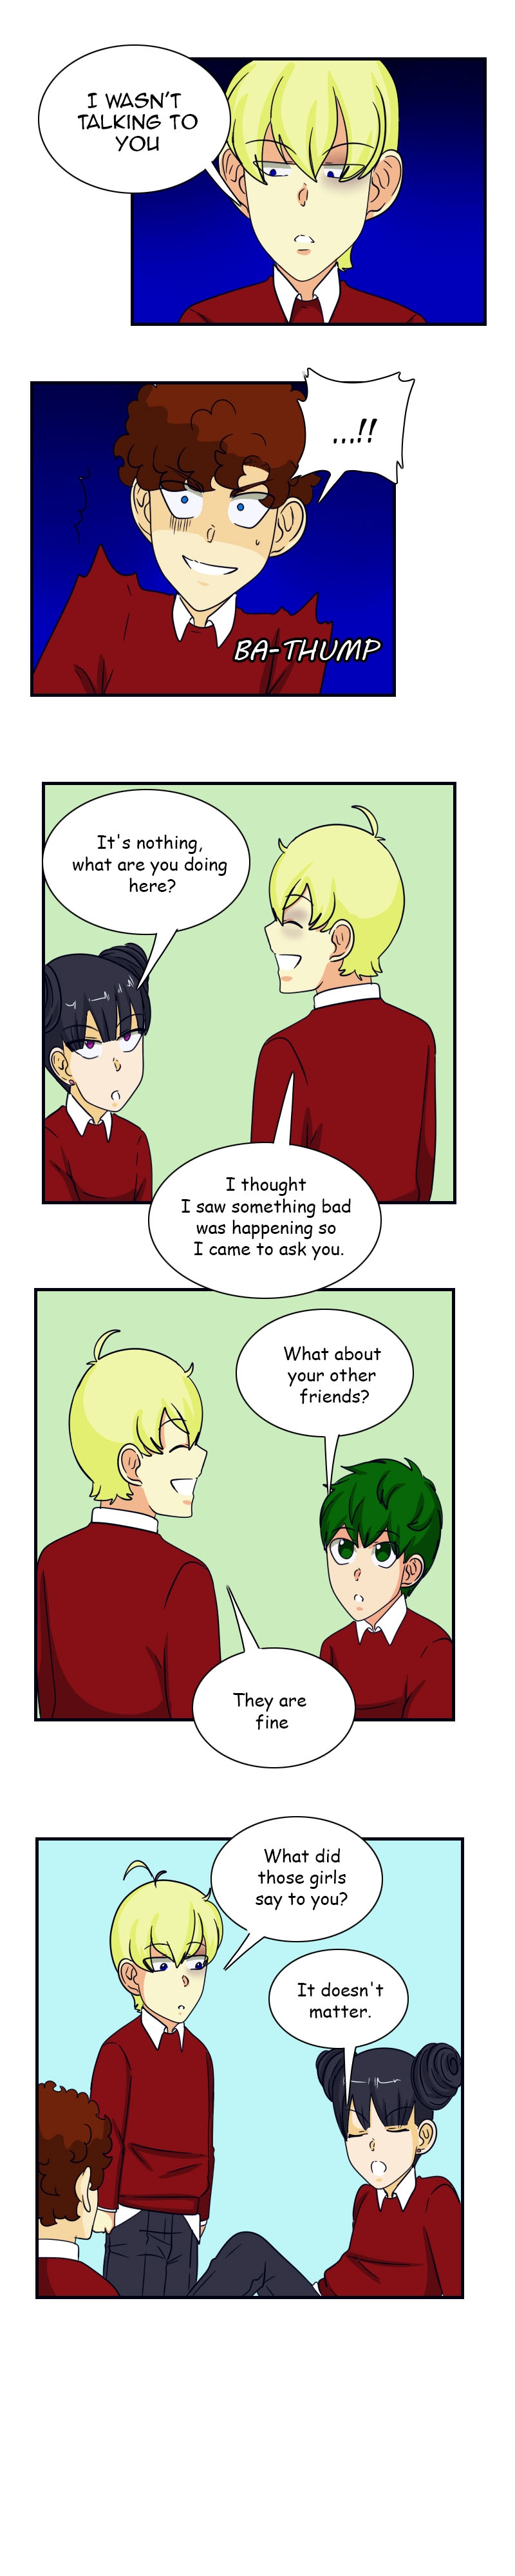 I WASN'T
TALKING TO
YOU
...!!
BA-THUMP
It's nothing,
what are you doing
here?
I thought
I saw something bad
was happening so
I came to ask you.
What about
your other
friends?
They are
fine
What did
those girls
say to you?
It doesn't
matter.